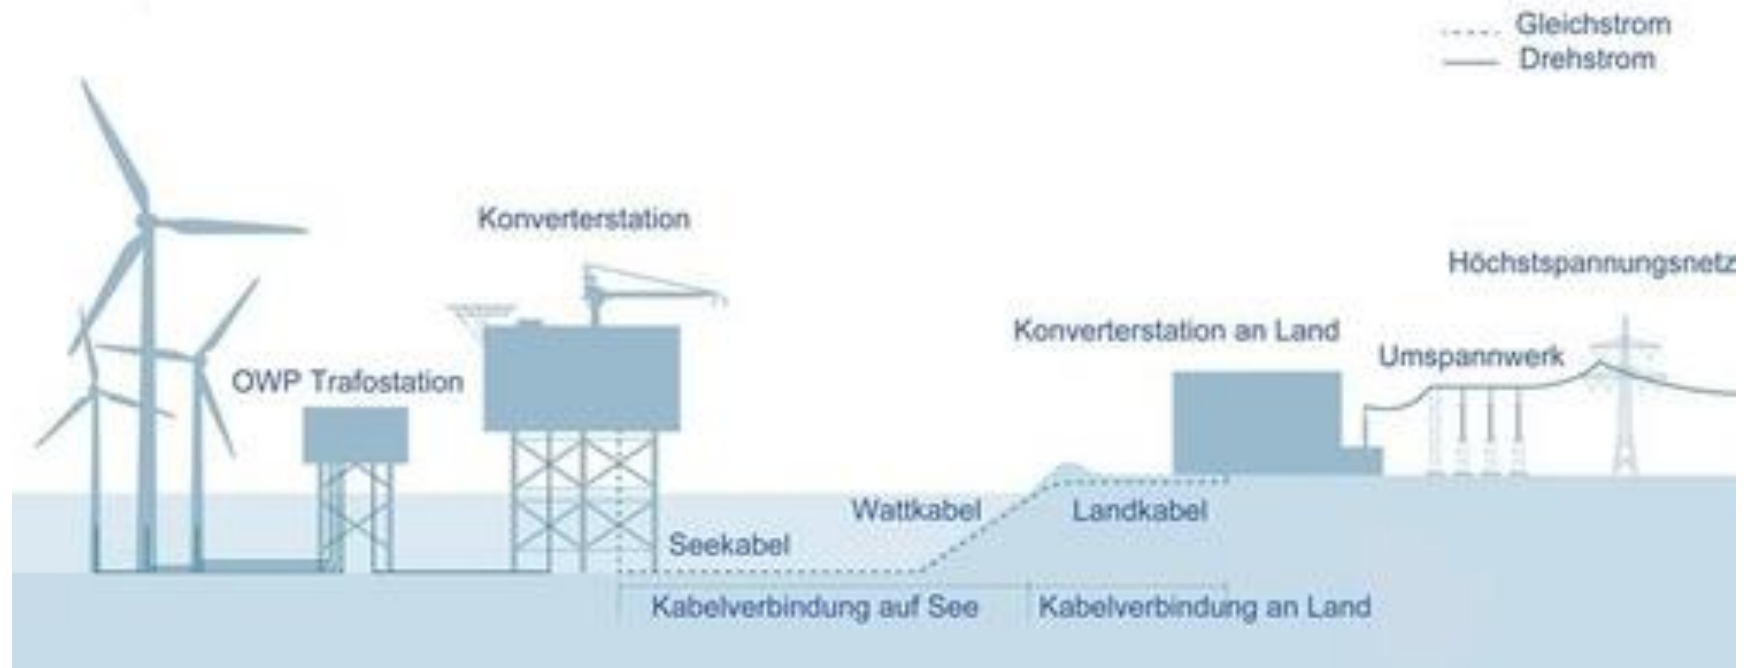 Gleichstrom
Drehstrom
Konverterstation
Höchstspannungsnetz
Konverterstation an Land
Umspannwerk
OWP Trafostation
Wattkabel
Landkabel
Seekabel
Kabelverbindung auf See
Kabelverbindung an Land